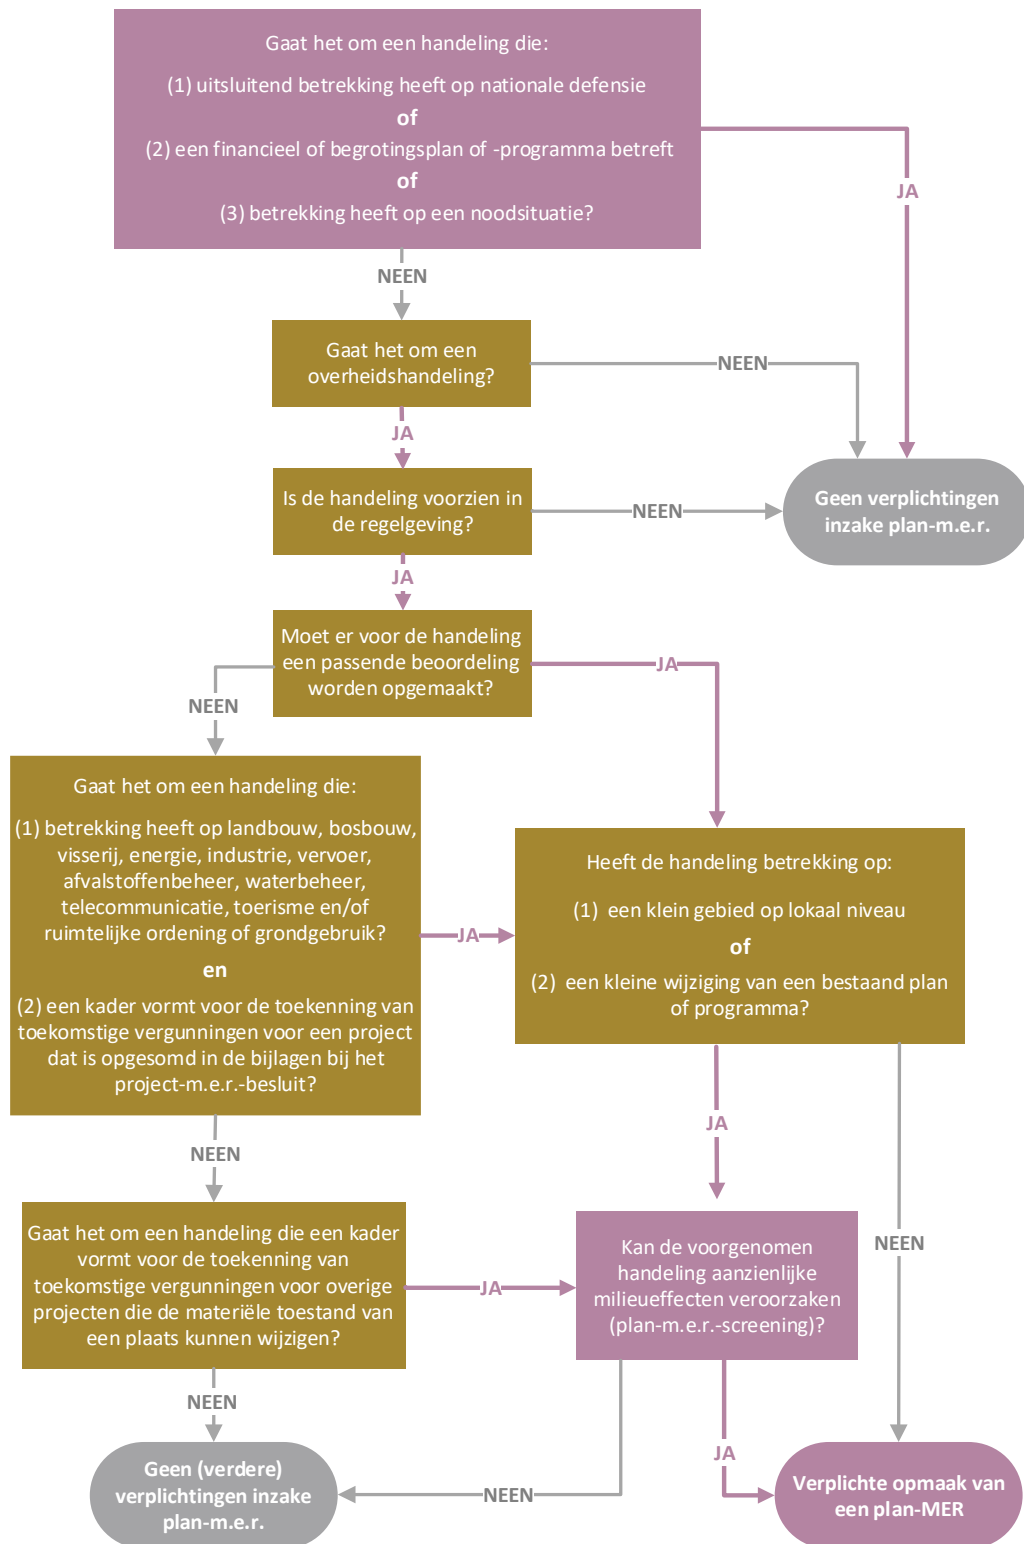 Gaat het om een handeling die:
(1) uitsluitend betrekking heeft op nationale defensie
of
(2) een financieel of begrotingsplan of -programma betreft
of
(3) betrekking heeft op een noodsituatie?
JA
NEEN
Gaat het om een
overheidshandeling?
NEEN
JA
Is de handeling voorzien in
de regelgeving?
NEEN
Geen verplichtingen
inzake plan-m.e.r.
JA
Moet er voor de handeling
een passende beoordeling
worden opgemaakt?
JA
NEEN
Gaat het om een handeling die:
(1) betrekking heeft op landbouw, bosbouw,
visserij, energie, industrie, vervoer,
afvalstoffenbeheer, waterbeheer,
telecommunicatie, toerisme en/of
ruimtelijke ordening of grondgebruik?
en
(2) een kader vormt voor de toekenning van
toekomstige vergunningen voor een project
dat is opgesomd in de bijlagen bij het
project-m.e.r.-besluit?
JA
Heeft de handeling betrekking op:
(1) een klein gebied op lokaal niveau
of
(2) een kleine wijziging van een bestaand plan
of programma?
JA
NEEN
NEEN
Gaat het om een handeling die een kader
vormt voor de toekenning van
toekomstige vergunningen voor overige
projecten die de materiële toestand van
een plaats kunnen wijzigen?
JA
Kan de voorgenomen
handeling aanzienlijke
milieueffecten veroorzaken
(plan-m.e.r.-screening)?
NEEN
JA
NEEN
Geen (verdere)
verplichtingen inzake
plan-m.e.r.
Verplichte opmaak van
een plan-MER